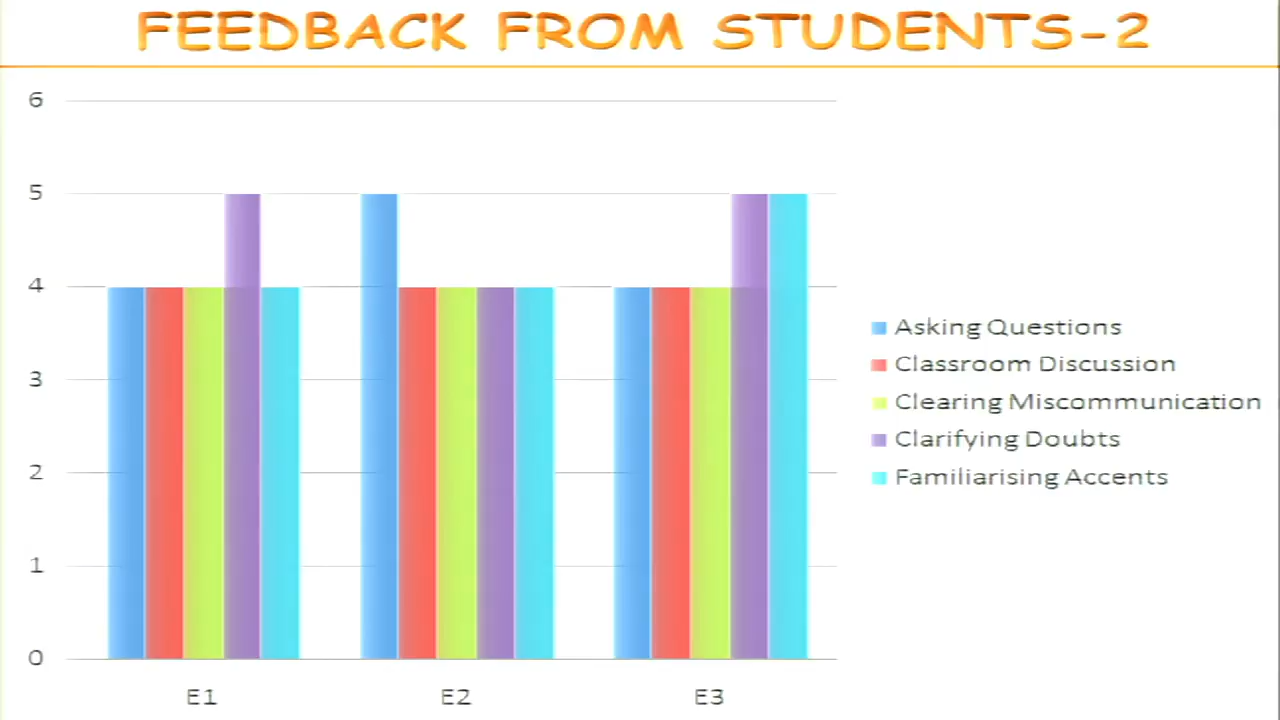 FEEDBACK FROM STUDENTS-2
6
5
4
3
2
1
0
E1 E2 E3
Asking Questions
Classroom Discussion
Clearing Miscommunication
Clarifying Doubts
Familiarising Accents